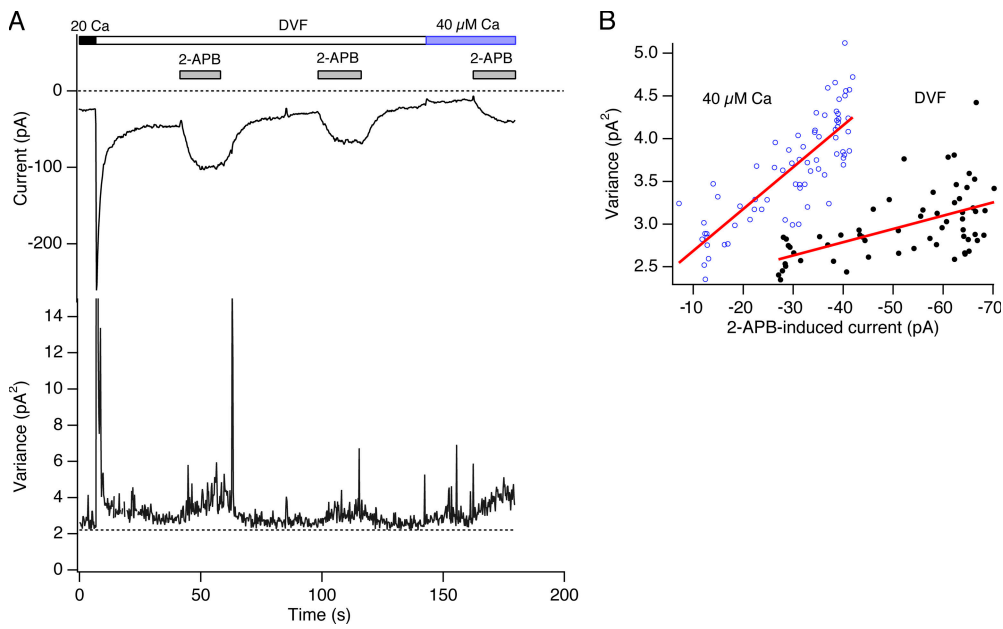 A
20 Ca
DVF
40 µM Ca
2-APB
2-APB
2-APB
0
-100
-200
Current (pA)
14
12
10
8
6
4
2
0
Variance (pA²)
0
50
100
150
200
Time (s)
B
5.0
4.5
4.0
3.5
3.0
2.5
Variance (pA²)
40 µM Ca
DVF
-10
-20
-30
-40
-50
-60
-70
2-APB-induced current (pA)